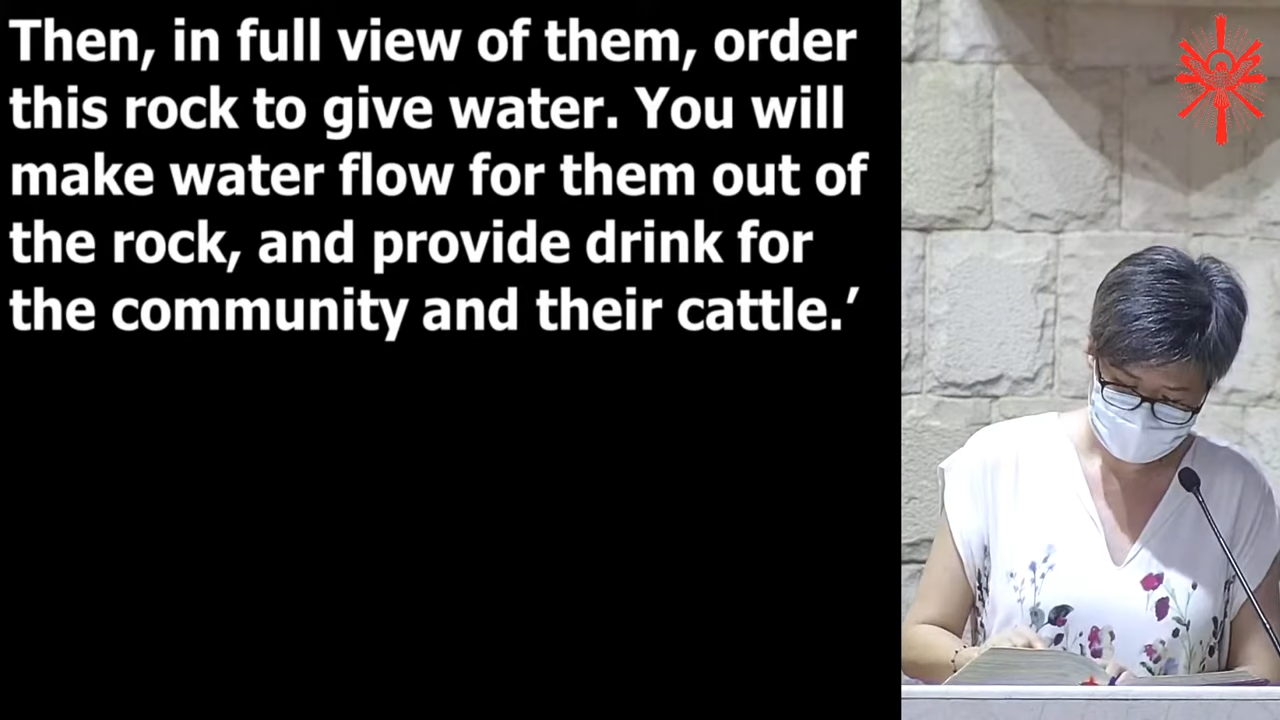 Then, in full view of them, order
this rock to give water. You will
make water flow for them out of
the rock, and provide drink for
the community and their cattle.’